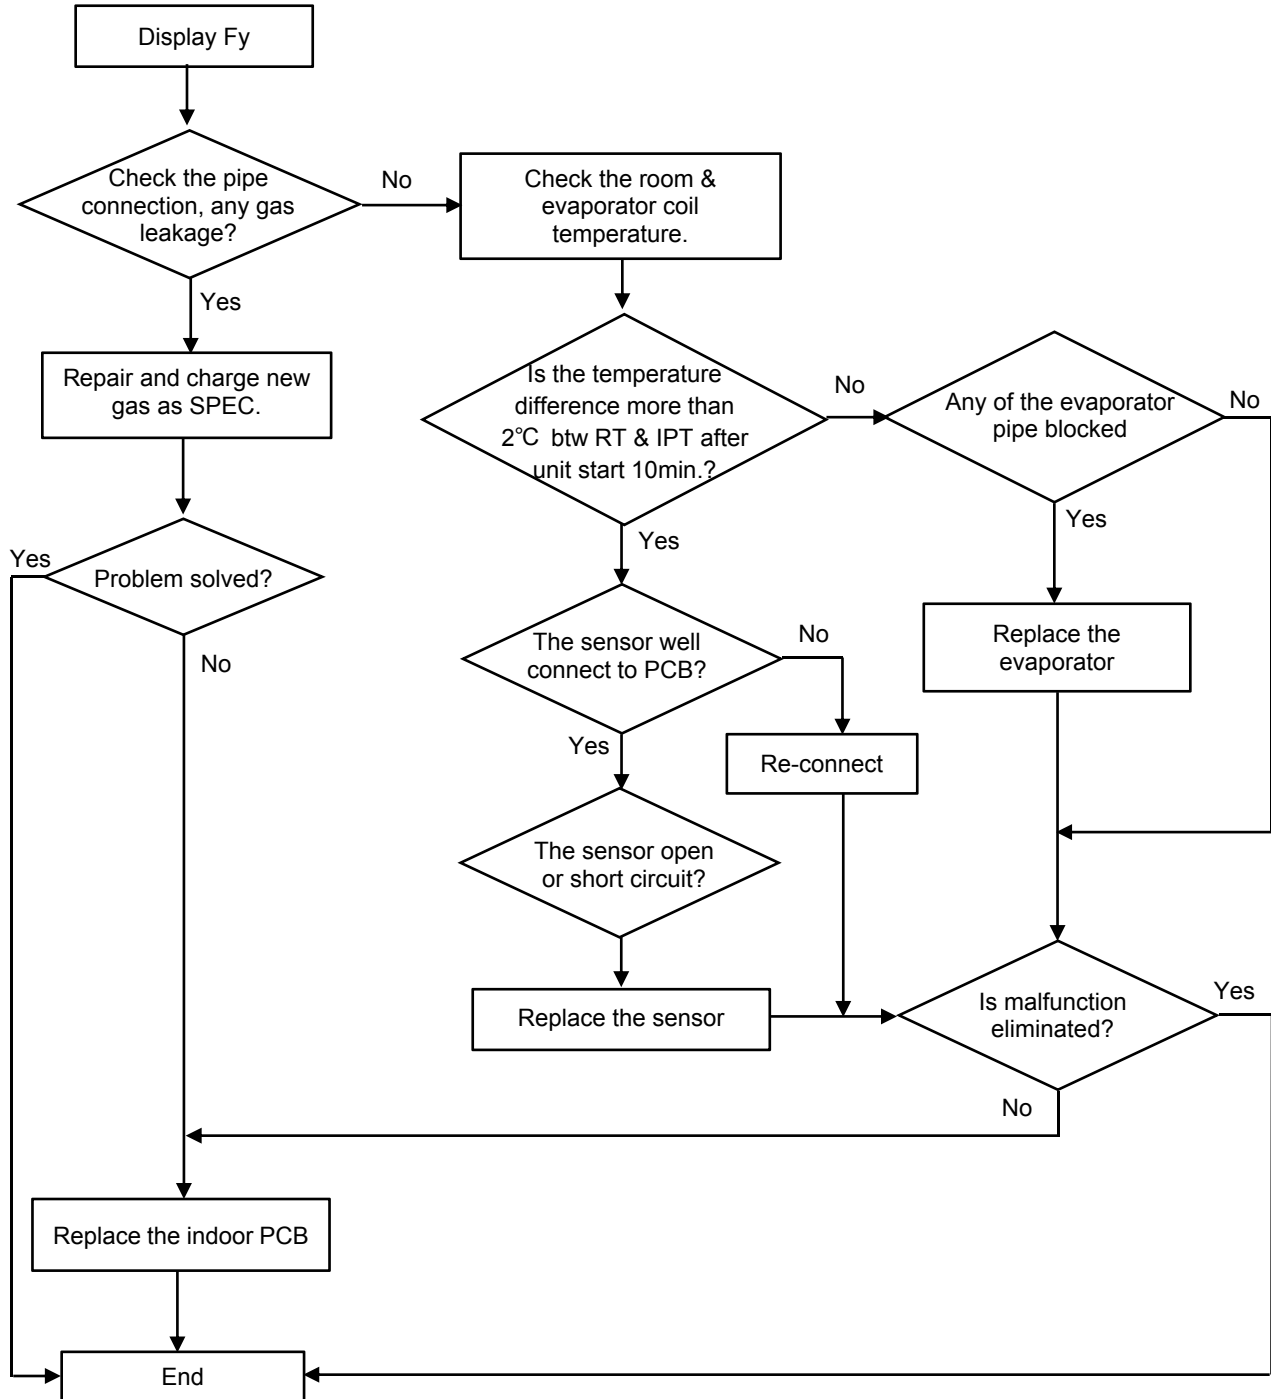 Display Fy
Check the pipe
connection, any gas
leakage?
No
Check the room &
evaporator coil
temperature.
Yes
Repair and charge new
gas as SPEC.
Is the temperature
difference more than
2℃ btw RT & IPT after
unit start 10min.?
No
Any of the evaporator
pipe blocked
No
Yes
Yes
Yes
Problem solved?
No
The sensor well
connect to PCB?
No
Replace the
evaporator
Yes
Re-connect
The sensor open
or short circuit?
Replace the sensor
Is malfunction
eliminated?
Yes
No
Replace the indoor PCB
End